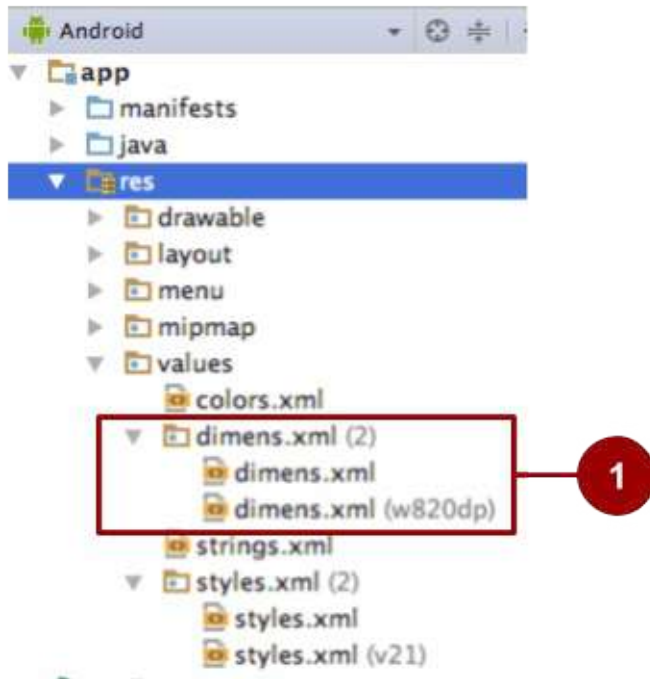 Android
app
manifests
java
res
drawable
layout
menu
mipmap
values
colors.xml
dimens.xml (2)
dimens.xml
1
dimens.xml (w820dp)
strings.xml
styles.xml (2)
styles.xml
styles.xml (v21)